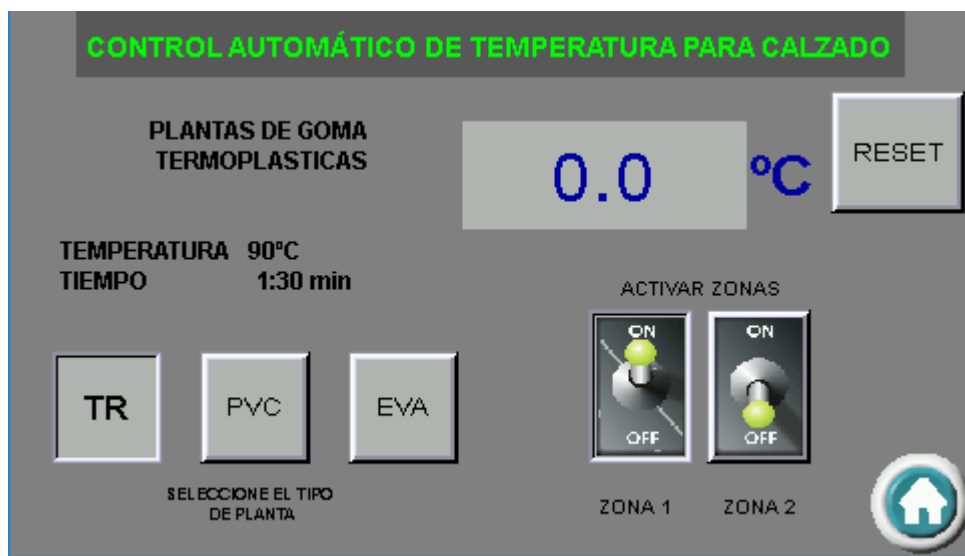 CONTROL AUTOMÁTICO DE TEMPERATURA PARA CALZADO
PLANTAS DE GOMA
TERMOPLASTICAS
0.0 ºC
RESET
TEMPERATURA 90ºC
TIEMPO 1:30 min
ACTIVAR ZONAS
ON ON
OFF OFF
TR PVC EVA
SELECCIONE EL TIPO
DE PLANTA
ZONA 1 ZONA 2